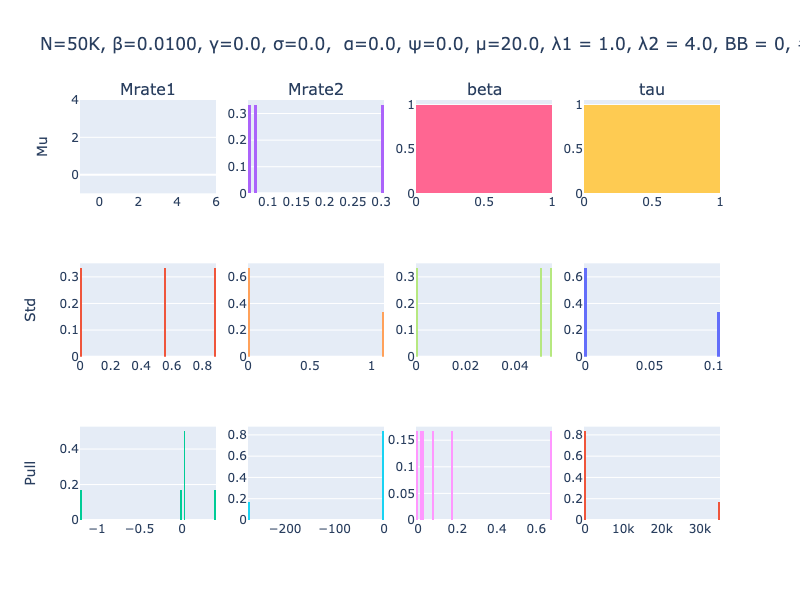 N=50K, β=0.0100, γ=0.0, σ=0.0, α=0.0, ψ=0.0, μ=20.0, λ1 = 1.0, λ2 = 4.0, BB = 0,
Mrate1 Mrate2 beta tau
Mu
4
2
0
0 2 4 6
0.3
0.2
0.1
0
0.1 0.15 0.2 0.25 0.3
1
0.5
0
0 0.5 1
1
0.5
0
0 0.5 1
Std
0.3
0.2
0.1
0
0 0.2 0.4 0.6 0.8
0.6
0.4
0.2
0
0 0.5 1
0.3
0.2
0.1
0
0 0.02 0.04
0.6
0.4
0.2
0
0 0.05 0.1
Pull
0.4
0.2
0
−1 −0.5 0
0.8
0.6
0.4
0.2
0
−200 −100 0
0.15
0.1
0.05
0
0 0.2 0.4 0.6
0.8
0.6
0.4
0.2
0
0 10k 20k 30k